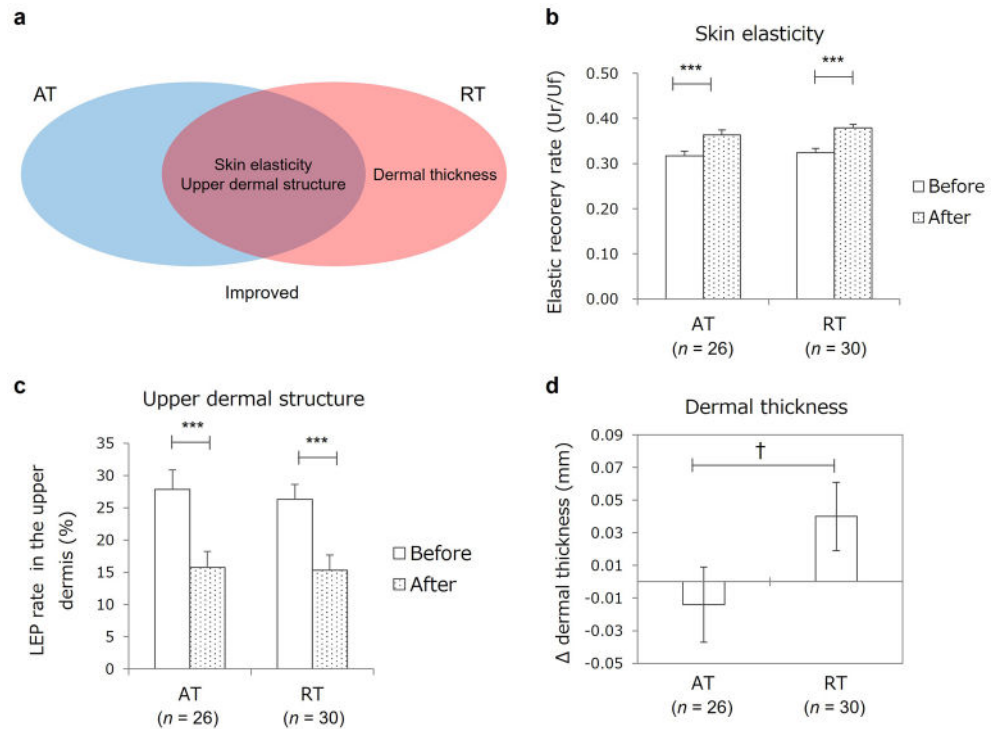 a
AT
RT
Skin elasticity
Upper dermal structure
Dermal thickness
Improved
b
Skin elasticity
Elastic recorery rate (Ur/Uf)
0.50
0.40
0.30
0.20
0.10
0.00
***
***
Before
After
AT
(n = 26)
RT
(n = 30)
c
Upper dermal structure
LEP rate in the upper
dermis (%)
35
30
25
20
15
10
5
0
***
***
Before
After
AT
(n = 26)
RT
(n = 30)
d
Dermal thickness
Δ dermal thickness (mm)
0.09
0.07
0.05
0.03
0.01
-0.01
-0.03
-0.05
†
AT
(n = 26)
RT
(n = 30)